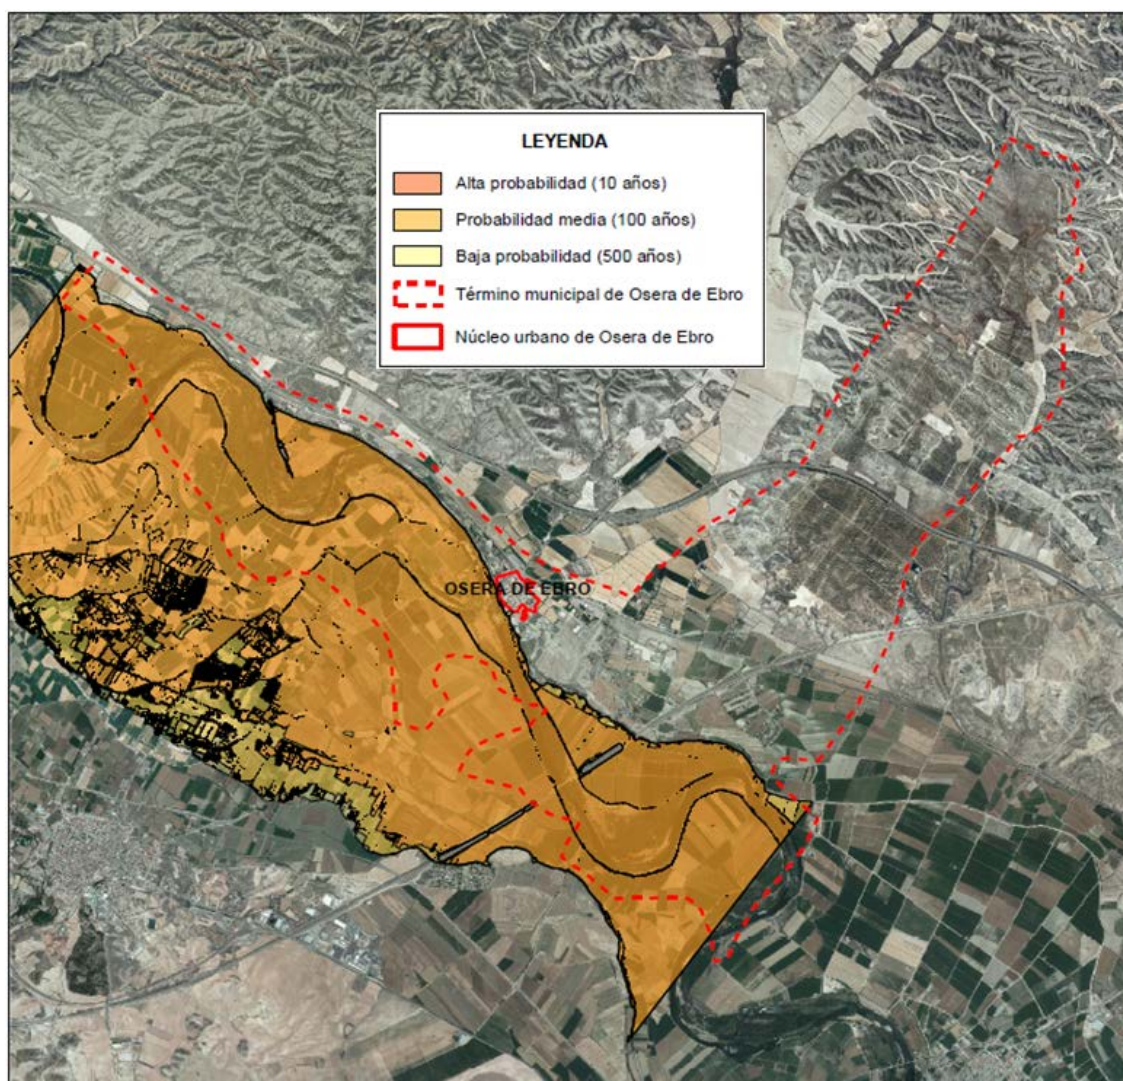 LEYENDA
Alta probabilidad (10 años)
Probabilidad media (100 años)
Baja probabilidad (500 años)
Término municipal de Osera de Ebro
Núcleo urbano de Osera de Ebro
OSERA DE EBRO